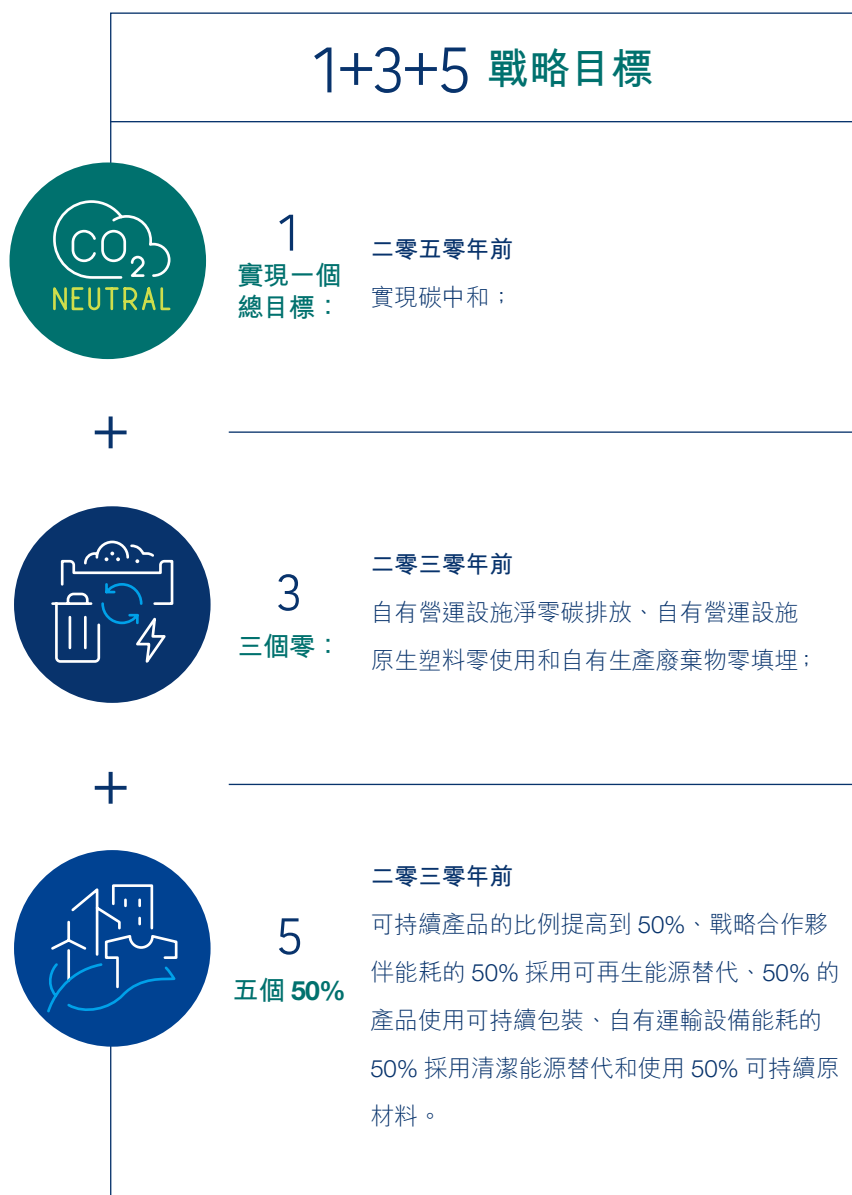 1+3+5 戰略目標
CO2
NEUTRAL
1
實現一個
總目標：
二零五零年前
實現碳中和；
+
3
三個零：
二零三零年前
自有營運設施淨零碳排放、自有營運設施
原生塑料零使用和自有生產廢棄物零填埋；
+
5
五個 50%
二零三零年前
可持續產品的比例提高到 50%、戰略合作夥
伴能耗的 50% 採用可再生能源替代、50% 的
產品使用可持續包裝、自有運輸設備能耗的
50% 採用清潔能源替代和使用 50% 可持續原
材料。